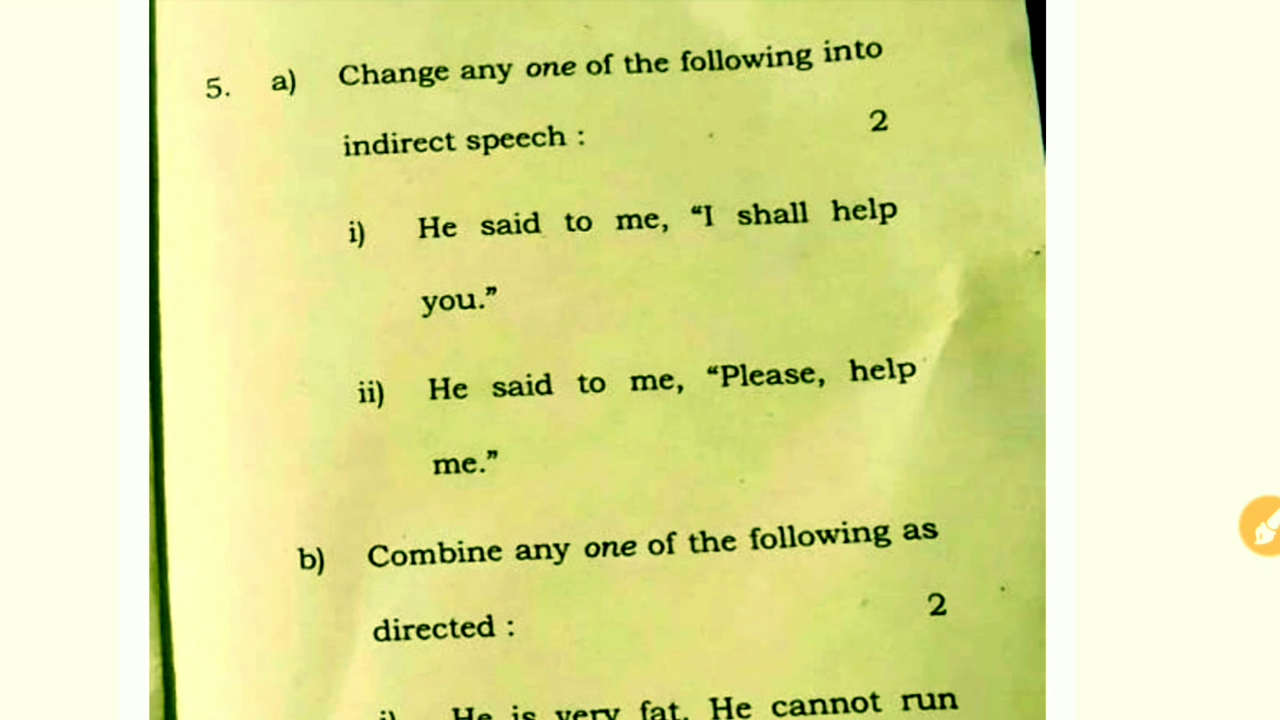 5. a) Change any one of the following into
indirect speech : 2
i) He said to me, “I shall help
you.”
ii) He said to me, “Please, help
me.”
b) Combine any one of the following as
directed : 2
i) He is very fat. He cannot run